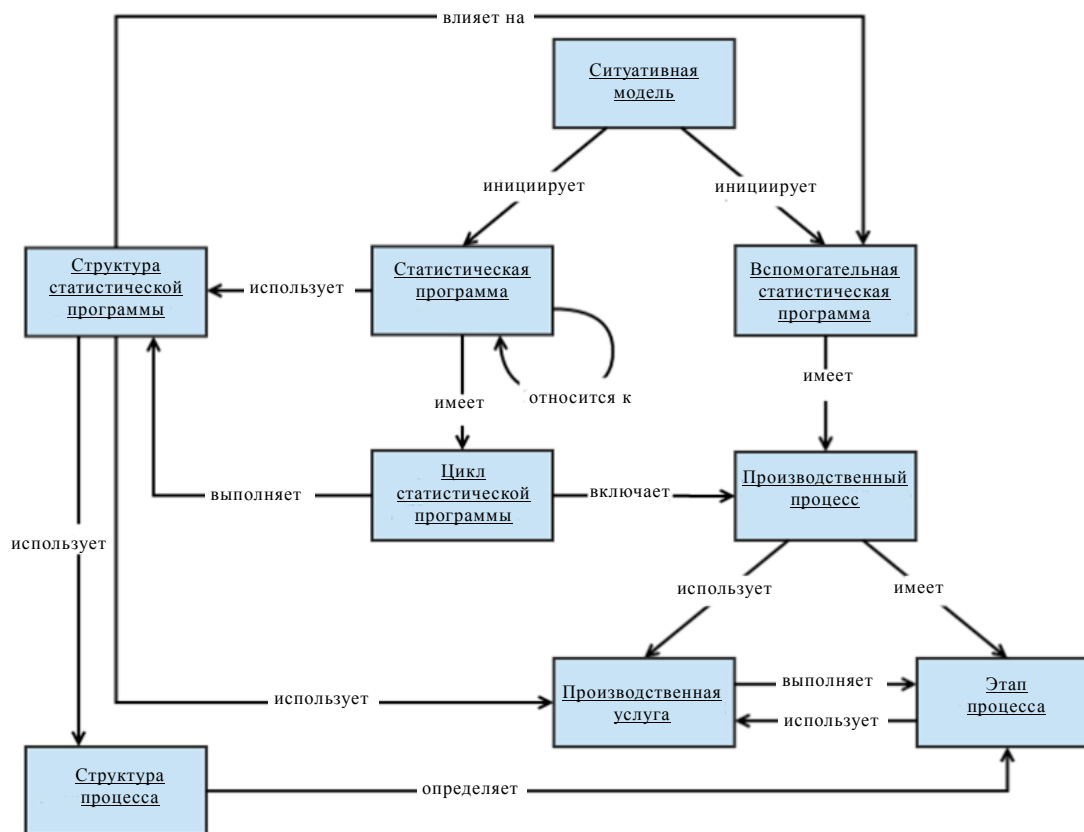 влияет на
Ситуативная
модель
инициирует
инициирует
Структура
статистической
программы
использует
Статистическая
программа
Вспомогательная
статистическая
программа
относится к
имеет
имеет
Цикл
статистической
программы
выполняет
включает
Производственный
процесс
использует
использует
имеет
Производственная
услуга
использует
выполняет
использует
Этап
процесса
Структура
процесса
определяет